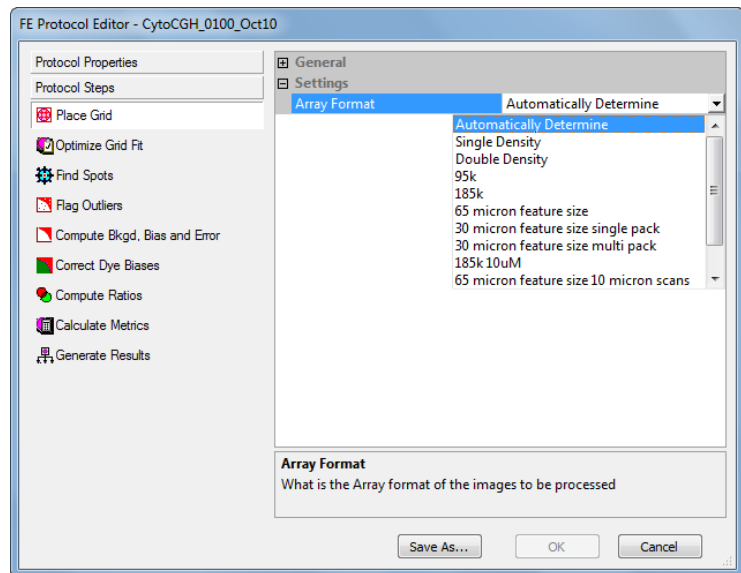 FE Protocol Editor - CytoCGH_0100_Oct10
Protocol Properties
Protocol Steps
Place Grid
Optimize Grid Fit
Find Spots
Flag Outliers
Compute Bkgd, Bias and Error
Correct Dye Biases
Compute Ratios
Calculate Metrics
Generate Results
General
Settings
Array Format Automatically Determine
Automatically Determine
Single Density
Double Density
95k
185k
65 micron feature size
30 micron feature size single pack
30 micron feature size multi pack
185k 10uM
65 micron feature size 10 micron scans
Array Format
What is the Array format of the images to be processed
Save As... OK Cancel